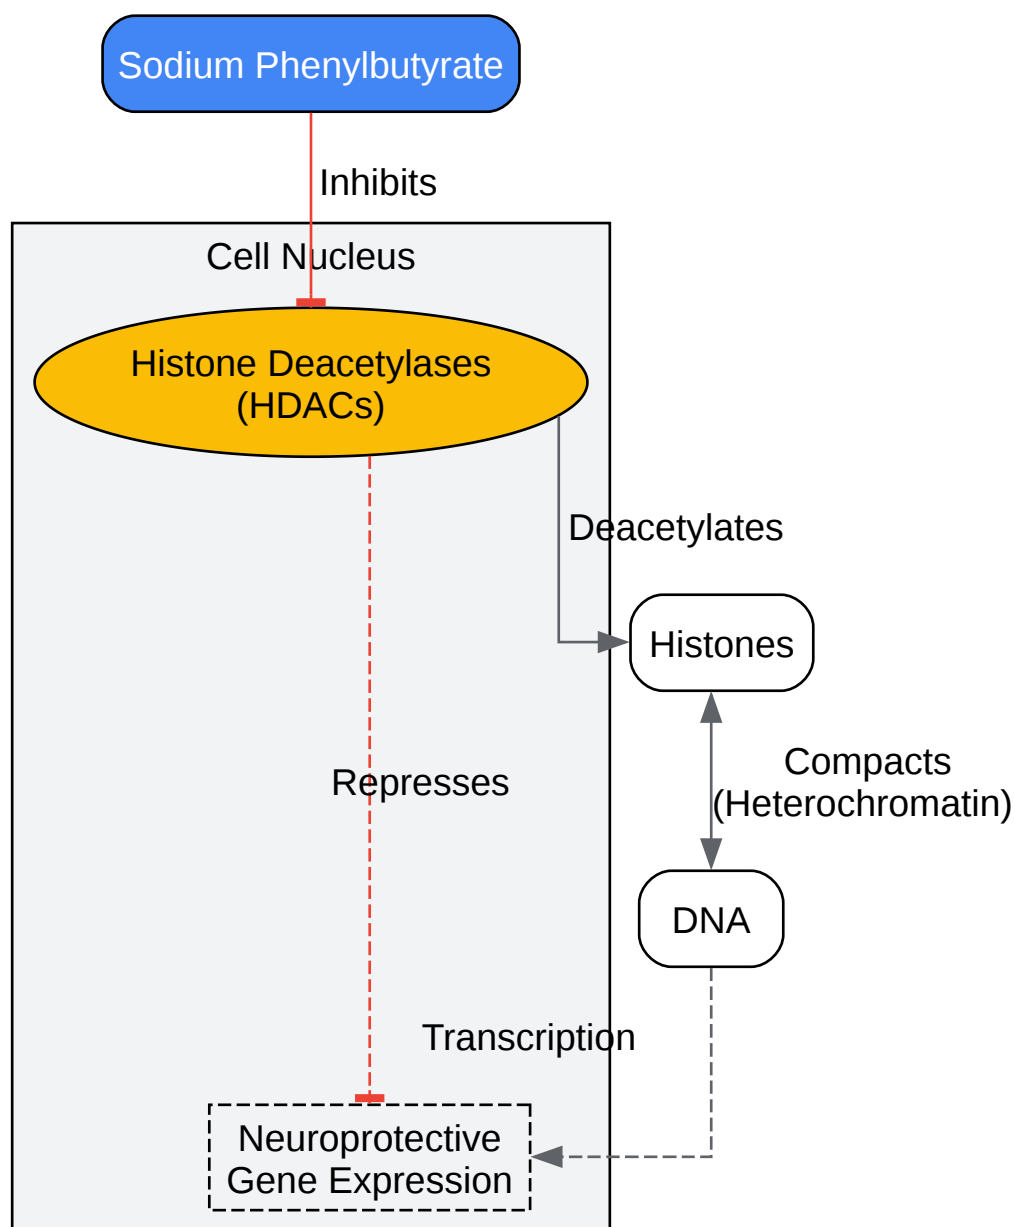 Sodium Phenylbutyrate
Inhibits
Cell Nucleus
Histone Deacetylases
(HDACs)
Deacetylates
Histones
Compacts
(Heterochromatin)
Represses
DNA
Transcription
Neuroprotective
Gene Expression